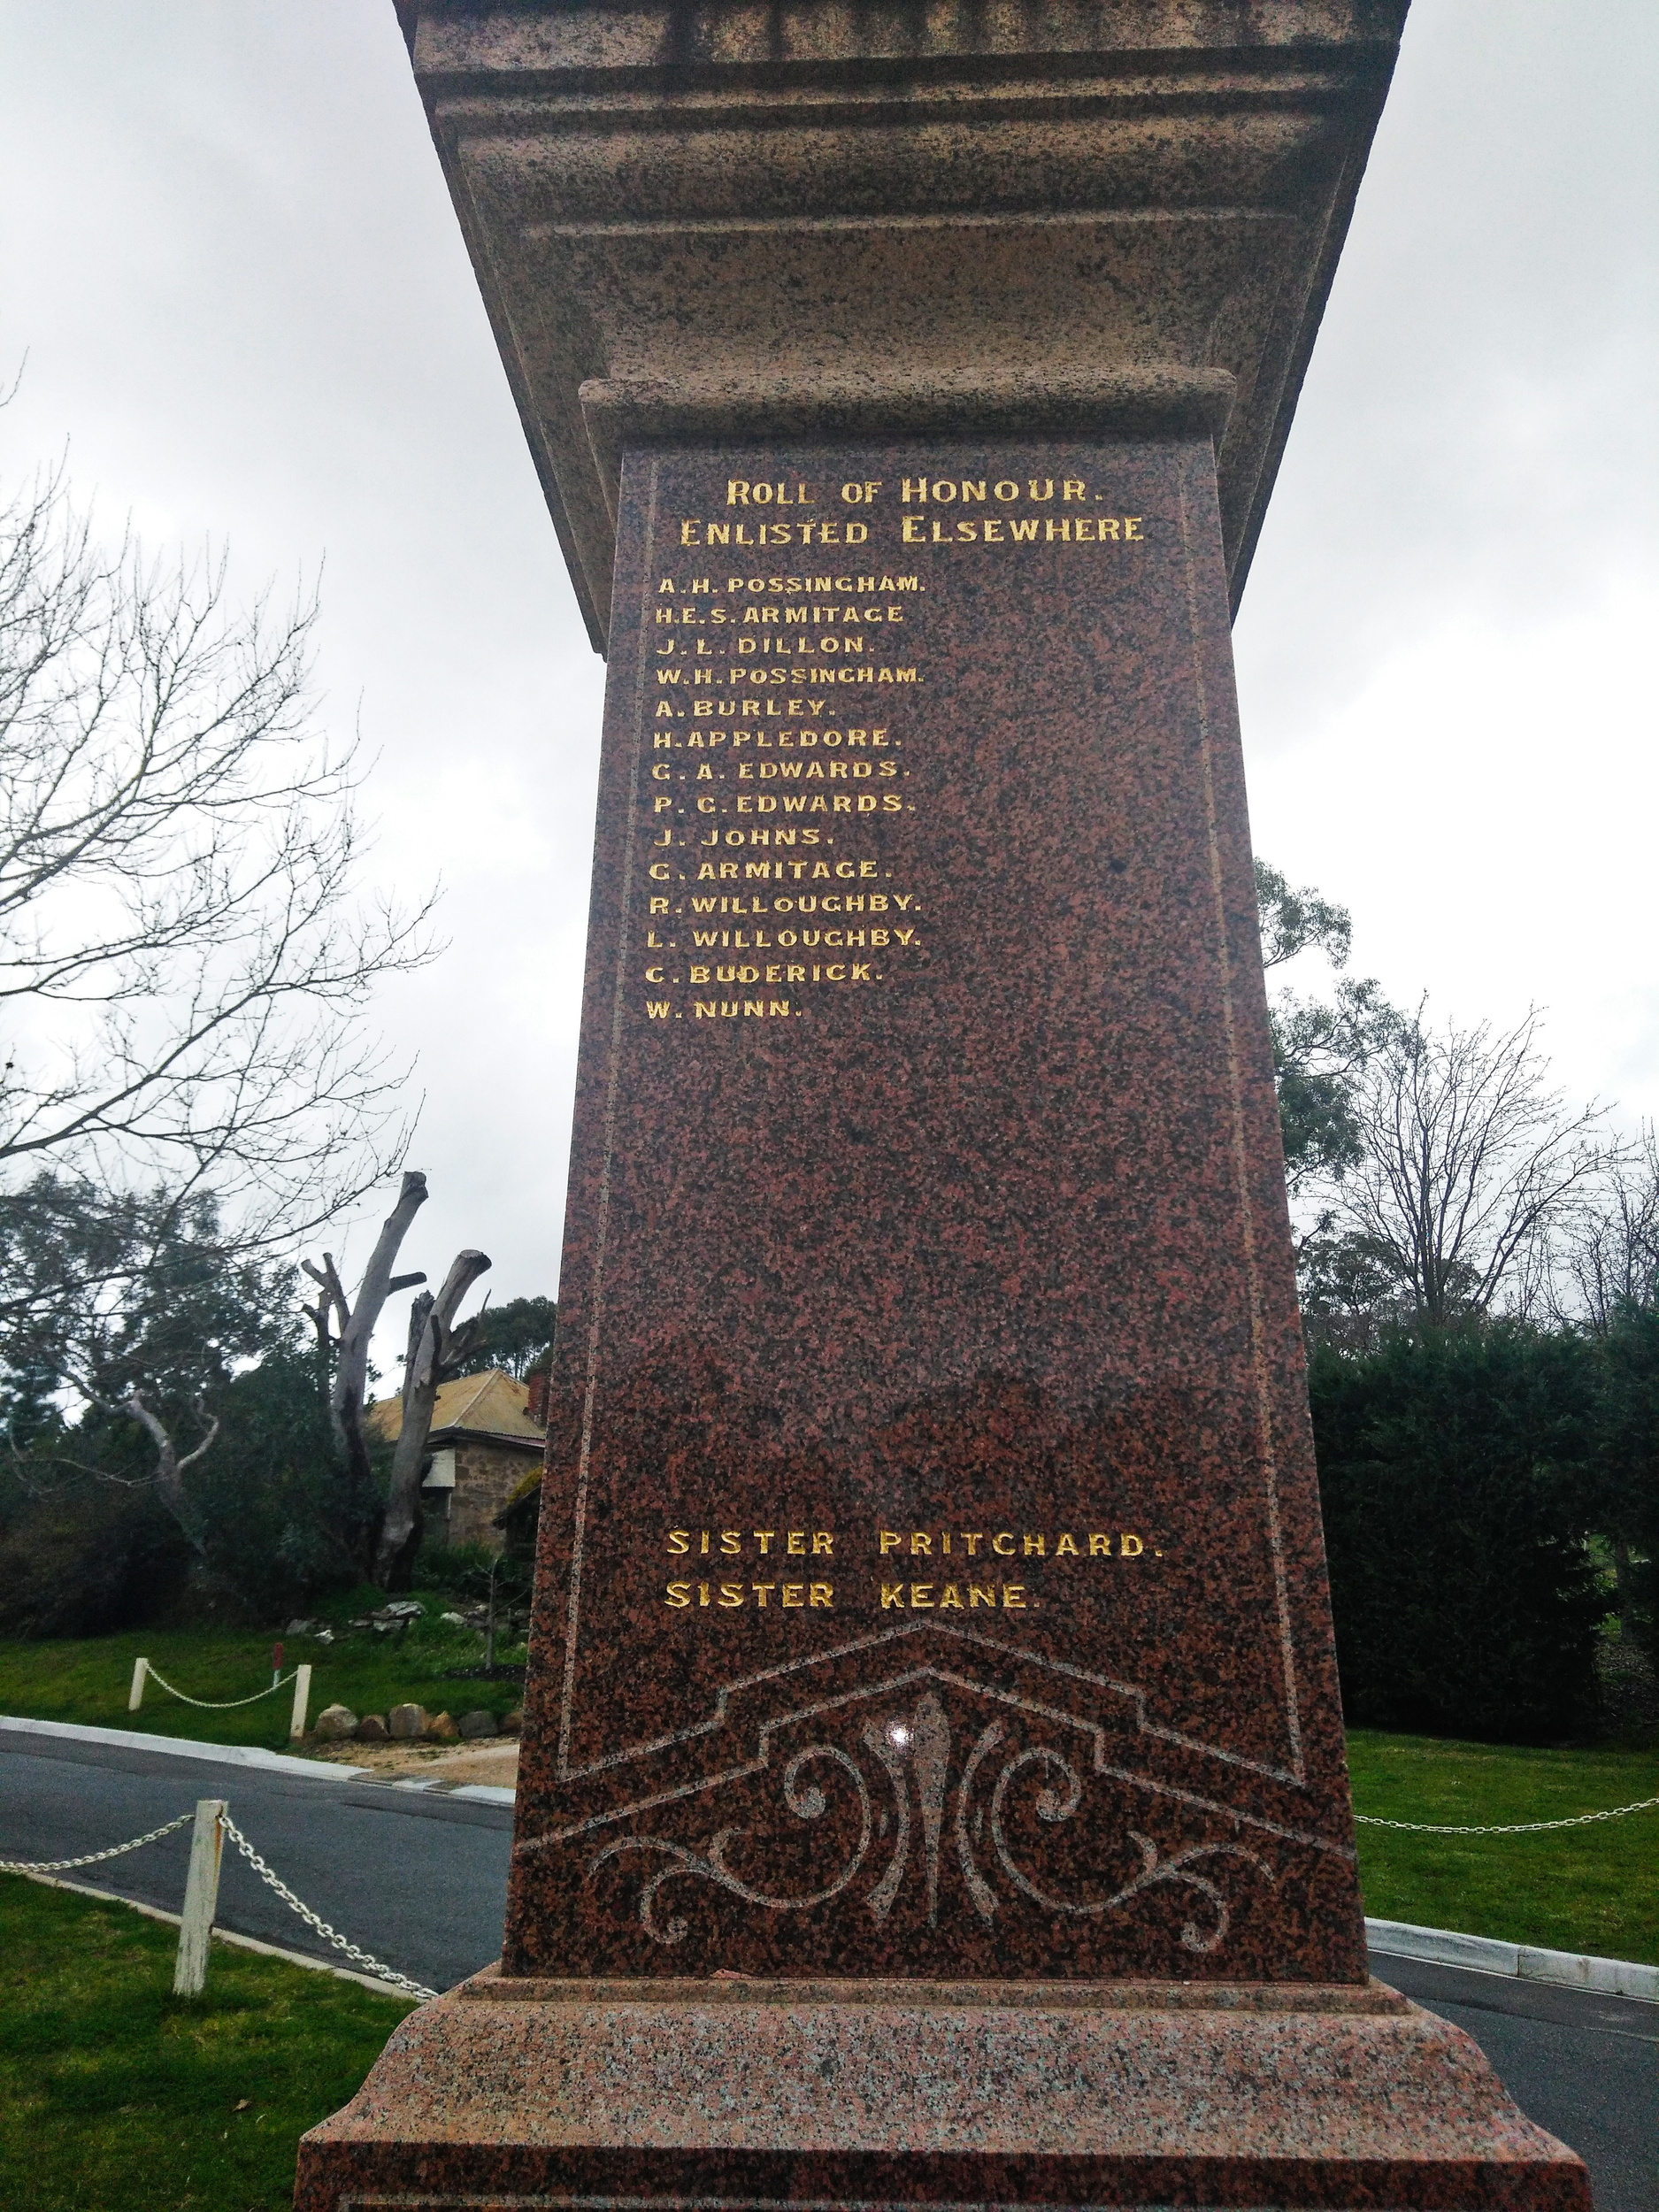 ROLL OF HONOUR.
ENLISTED ELSEWHERE
A.H. POSSINGHAM.
H.E.S. ARMITAGE
J.L. DILLON.
W.H. POSSINGHAM.
A. BURLEY.
H. APPLEDORE.
G. A. EDWARDS.
P. G. EDWARDS.
J. JOHNS.
G. ARMITAGE.
R. WILLOUGHBY.
L. WILLOUGHBY.
C. BUDERICK.
W. NUNN.
SISTER PRITCHARD.
SISTER KEANE.